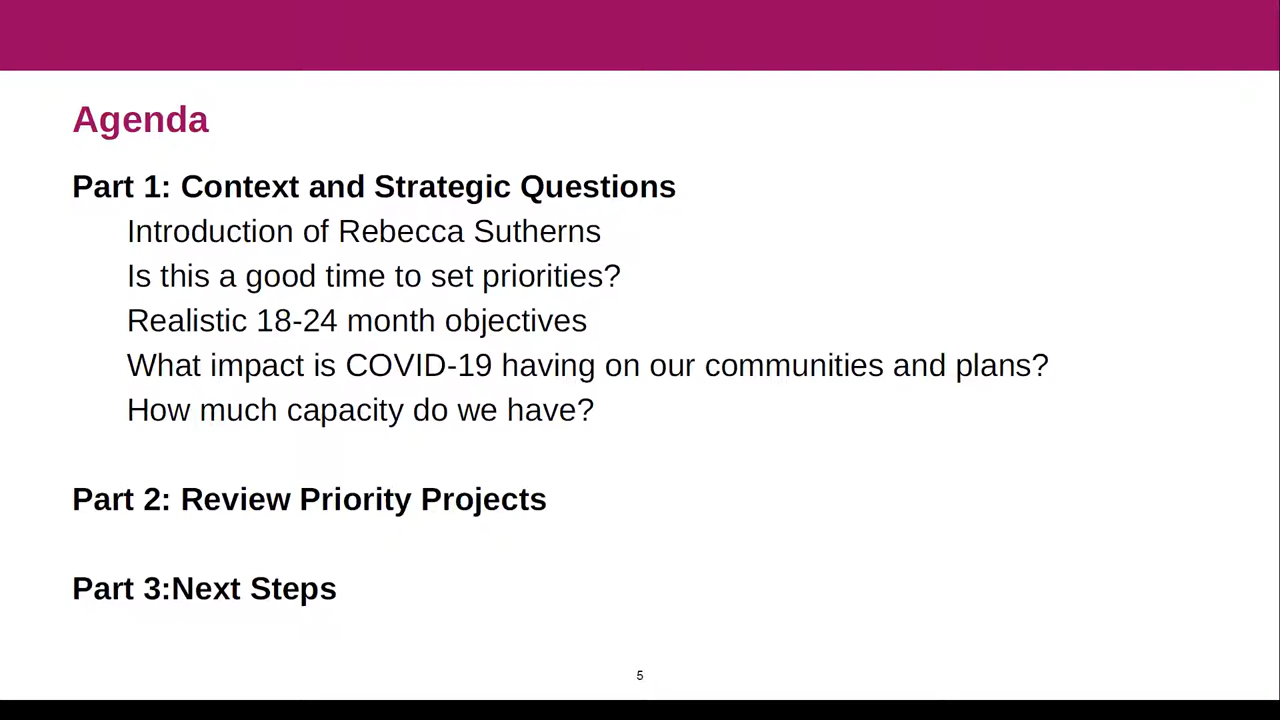 Agenda
Part 1: Context and Strategic Questions
Introduction of Rebecca Sutherns
Is this a good time to set priorities?
Realistic 18-24 month objectives
What impact is COVID-19 having on our communities and plans?
How much capacity do we have?
Part 2: Review Priority Projects
Part 3:Next Steps
5